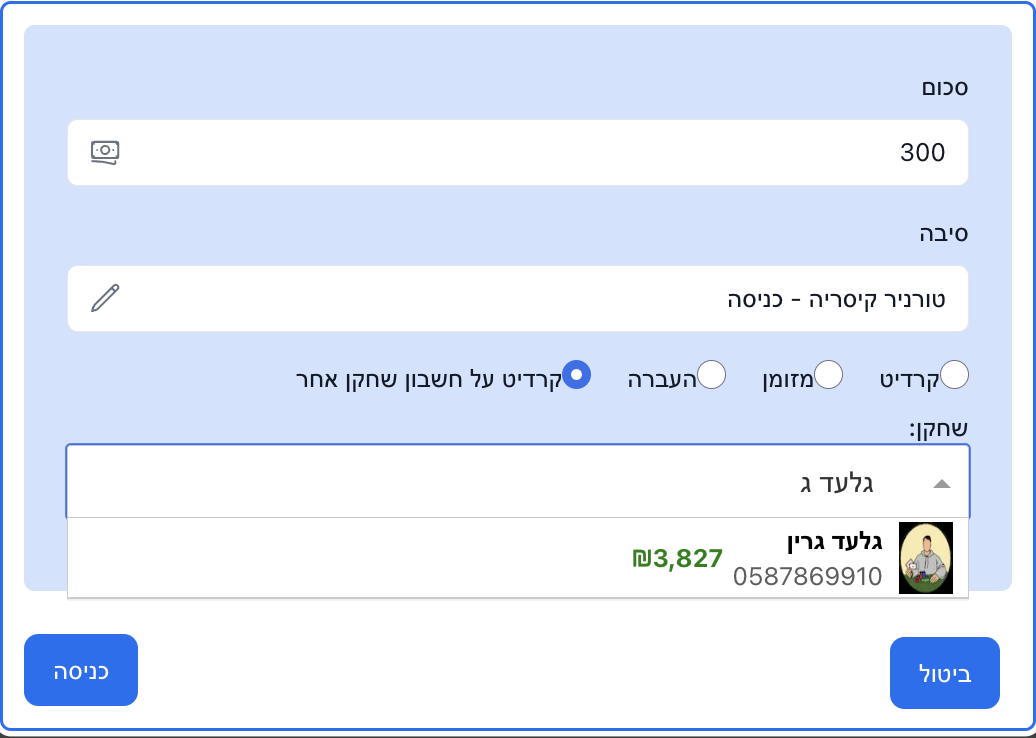 סכום
300
סיבה
טורניר קיסריה - כניסה
קרדיט מזומן העברה קרדיט על חשבון שחקן אחר
שחקן:
גלעד ג
גלעד גרין
₪3,827
0587869910
ביטול
כניסה